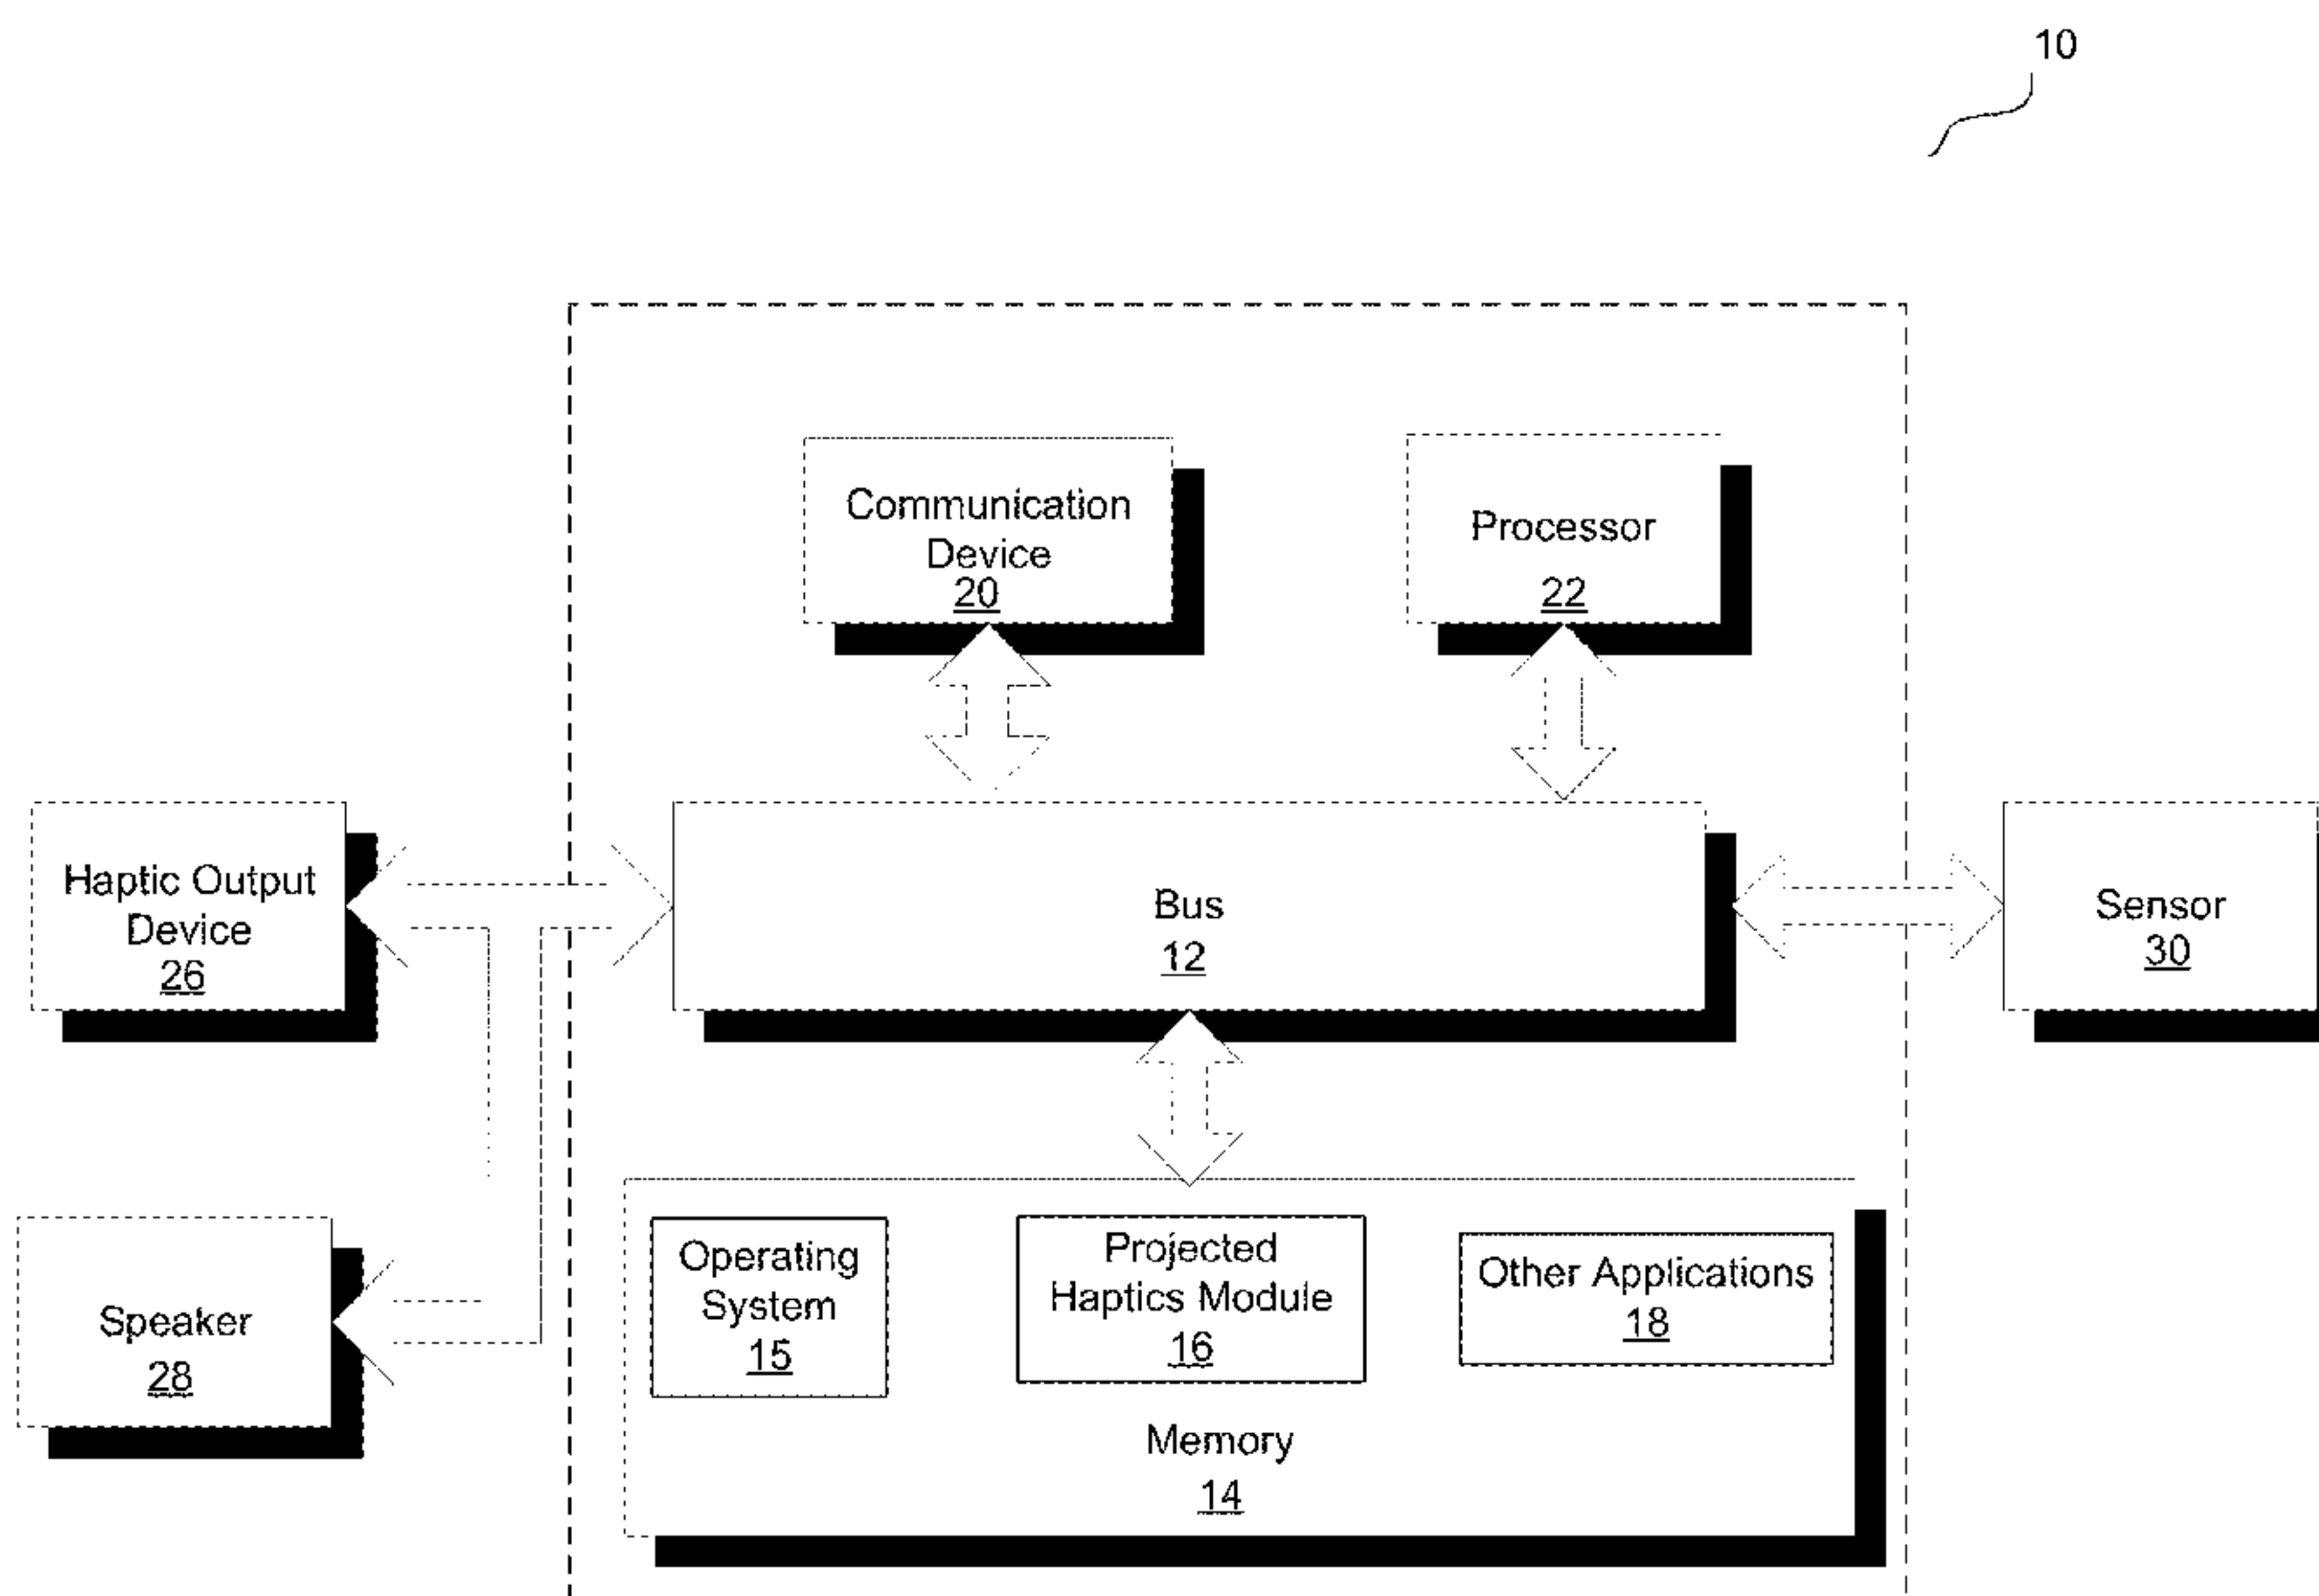 10
Communication
Device
20
Processor
22
Haptic Output
Device
26
Bus
12
Sensor
30
Speaker
28
Operating
System
15
Projected
Haptics Module
16
Other Applications
18
Memory
14